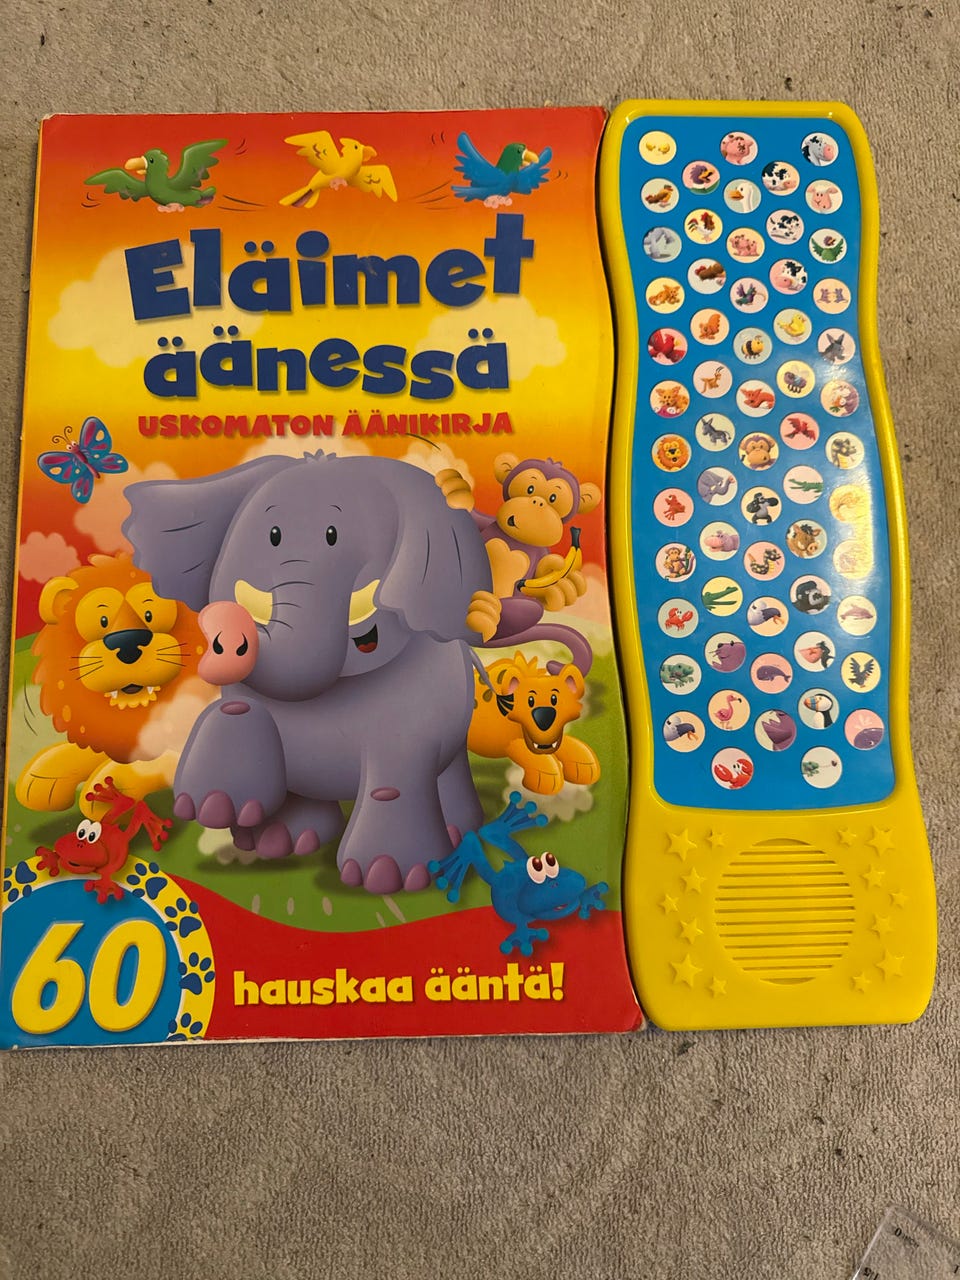 Eläimet
äänessä
USKOMATON ÄÄNIKIRJA
60
hauskaa ääntä!